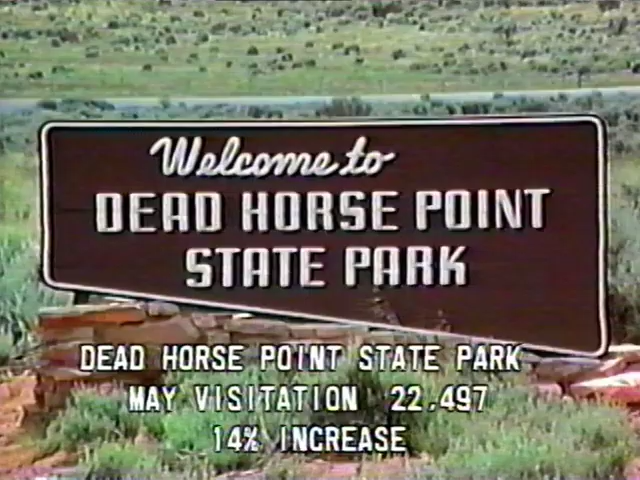 Welcome to
DEAD HORSE POINT
STATE PARK
DEAD HORSE POINT STATE PARK
MAY VISITATION 22,497
14% INCREASE